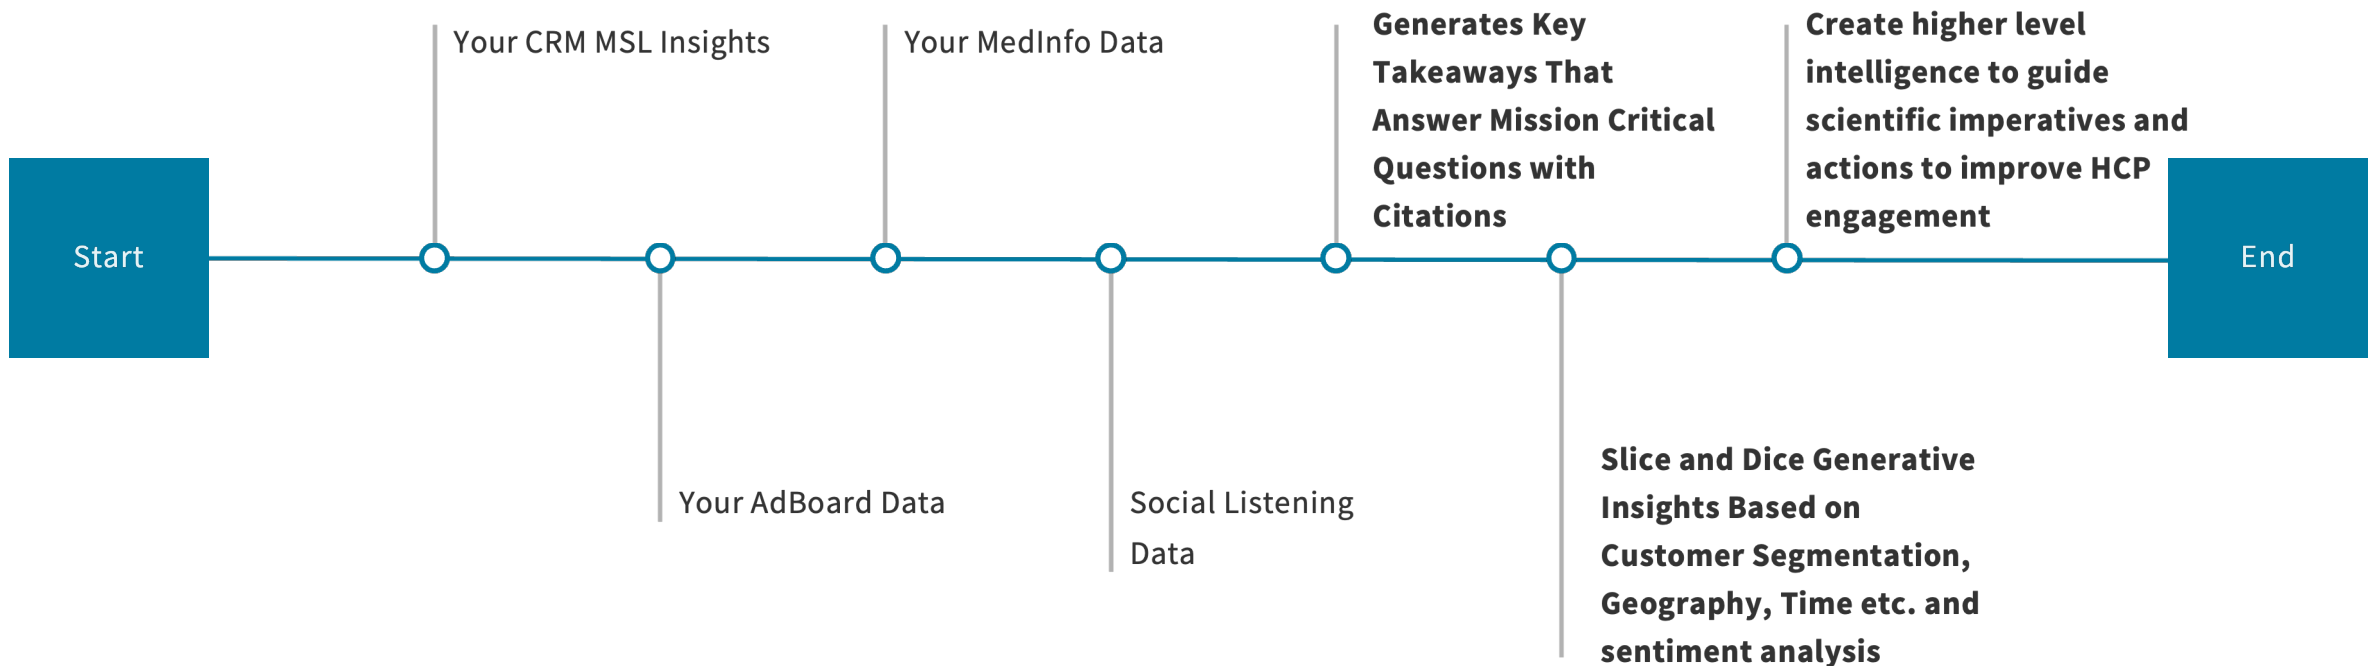 Start
Your CRM MSL Insights
Your AdBoard Data
Your MedInfo Data
Social Listening
Data
Generates Key
Takeaways That
Answer Mission Critical
Questions with
Citations
Slice and Dice Generative
Insights Based on
Customer Segmentation,
Geography, Time etc. and
sentiment analysis
Create higher level
intelligence to guide
scientific imperatives and
actions to improve HCP
engagement
End